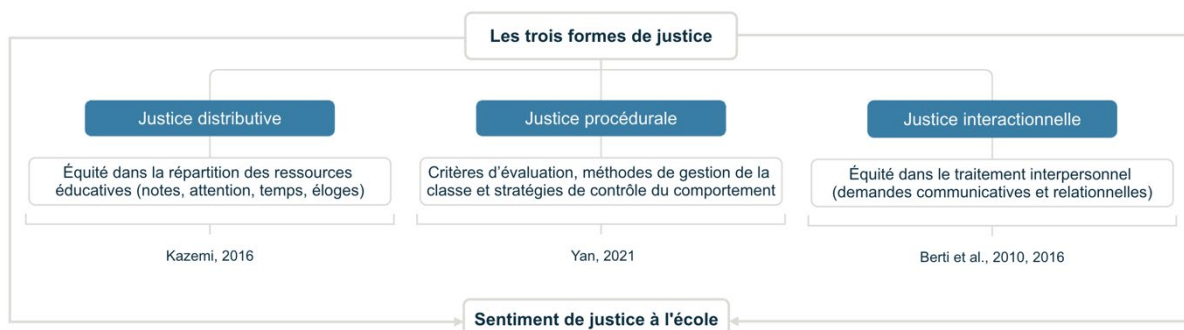 Les trois formes de justice
Justice distributive
Justice procédurale
Justice interactionnelle
Équité dans la répartition des ressources
éducatives (notes, attention, temps, éloges)
Critères d’évaluation, méthodes de gestion de la
classe et stratégies de contrôle du comportement
Équité dans le traitement interpersonnel
(demandes communicatives et relationnelles)
Kazemi, 2016
Yan, 2021
Berti et al., 2010, 2016
Sentiment de justice à l'école